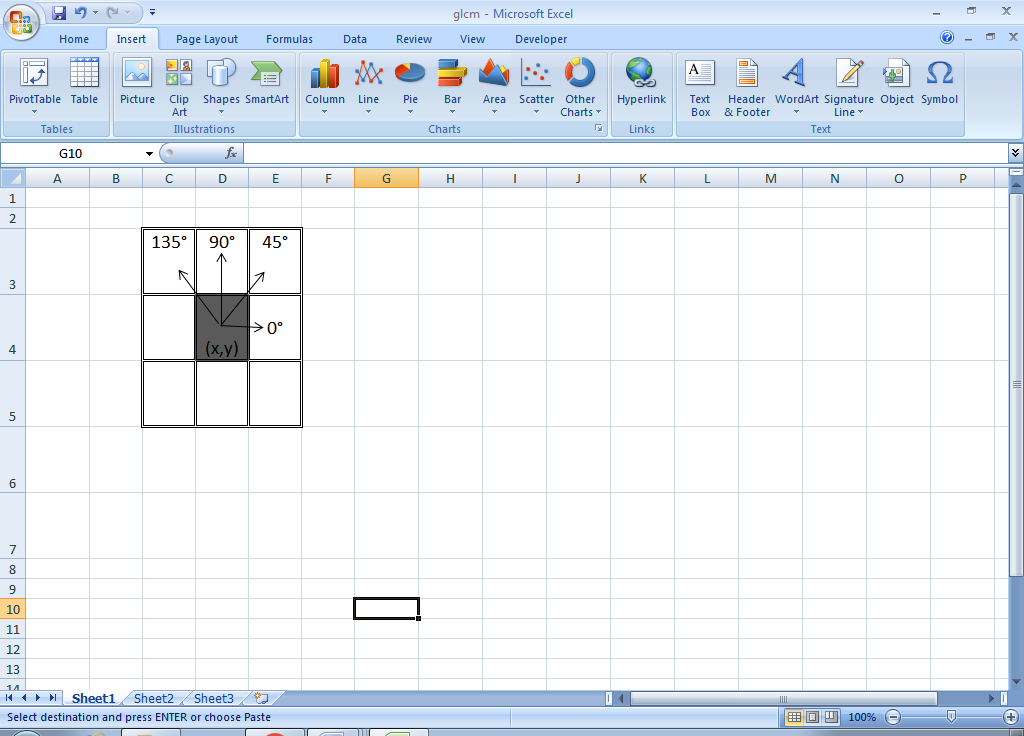 glcm - Microsoft Excel
Home Insert Page Layout Formulas Data Review View Developer
PivotTable Table Picture Clip Art Shapes SmartArt Column Line Pie Bar Area Scatter Other Charts Hyperlink Text Box Header & Footer WordArt Signature Line Object Symbol
Tables Illustrations Charts Links Text
G10 fx
A B C D E F G H I J K L M N O P
1
2
135° 90° 45°
3
0°
(x,y)
4
5
6
7
8
9
10
11
12
13
14
Sheet1 Sheet2 Sheet3
Select destination and press ENTER or choose Paste 100%